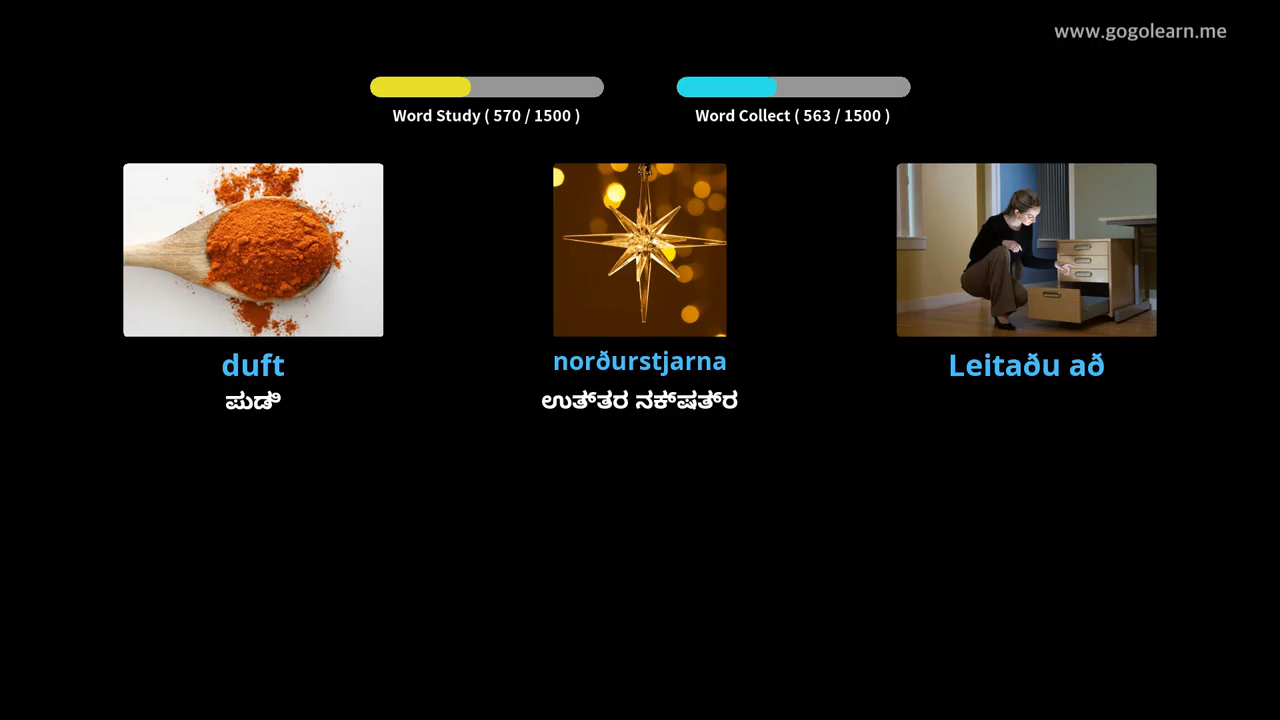 www.gogolearn.me
Word Study ( 570 / 1500 )
Word Collect ( 563 / 1500 )
duft
norðurstjarna
Leitaðu að
ಪುಡಿ
ಉತ್ತರ ನಕ್ಷತ್ರ